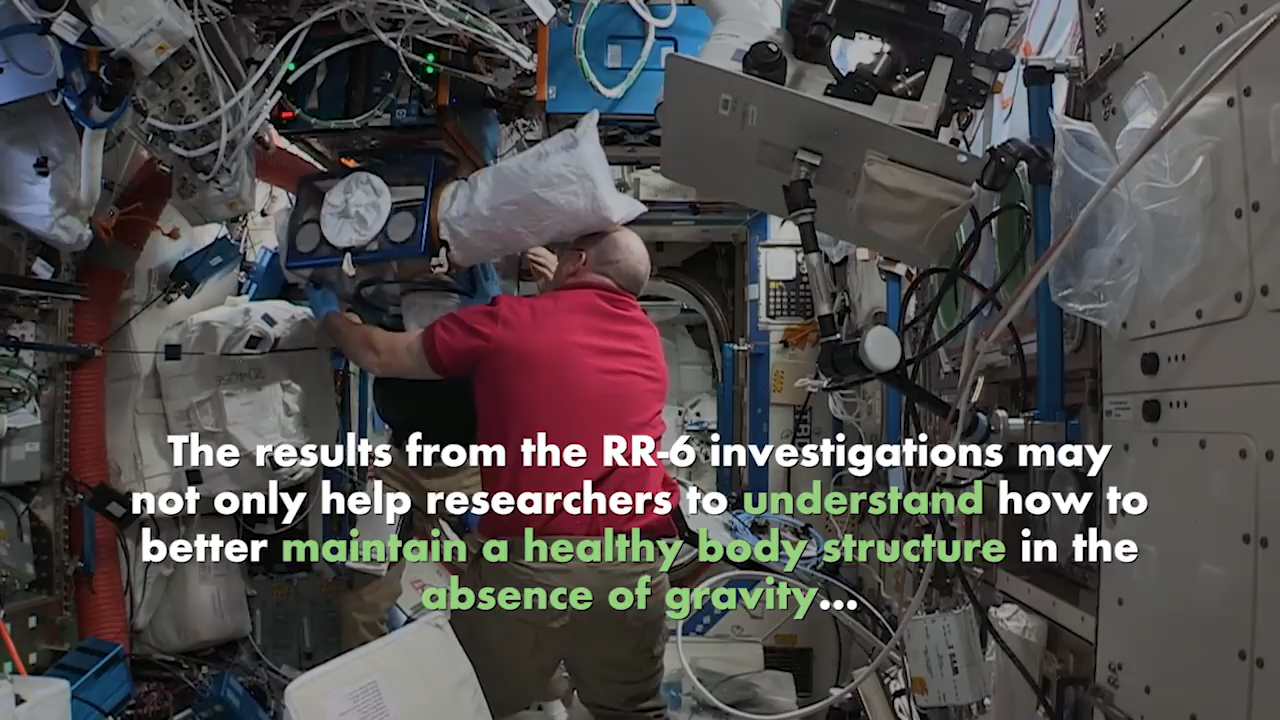 The results from the RR-6 investigations may
not only help researchers to understand how to
better maintain a healthy body structure in the
absence of gravity...